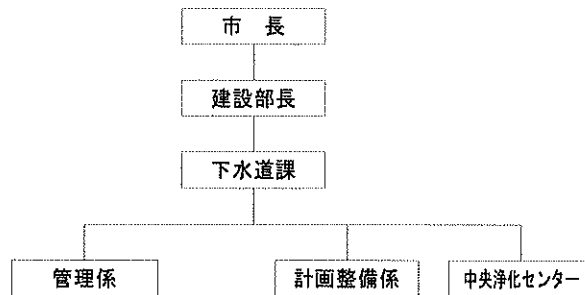 市　長
建設部長
下水道課
管理係
計画整備係
中央浄化センター